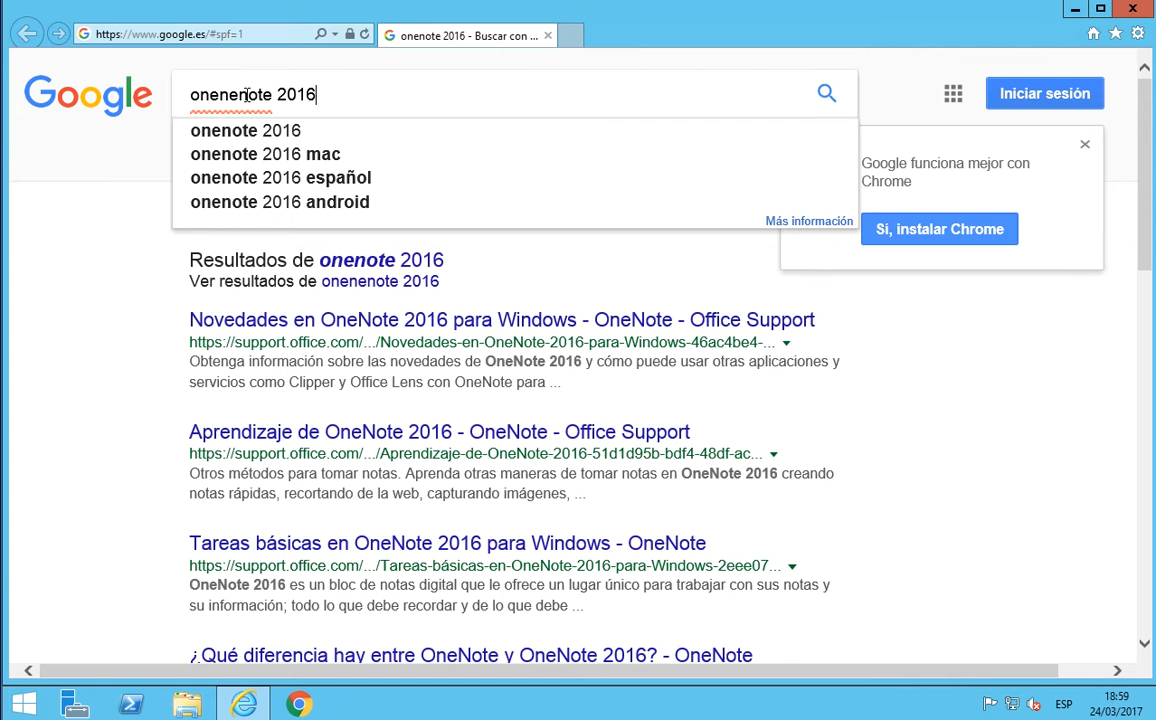 https://www.google.es/#spf=1
onenote 2016 - Buscar con ...
Google
onenenote 2016
Iniciar sesión
onenote 2016
onenote 2016 mac
onenote 2016 español
onenote 2016 android
Más información
Google funciona mejor con
Chrome
Si, instalar Chrome
Resultados de onenote 2016
Ver resultados de onenenote 2016
Novedades en OneNote 2016 para Windows - OneNote - Office Support
https://support.office.com/.../Novedades-en-OneNote-2016-para-Windows-46ac4be4-...
Obtenga información sobre las novedades de OneNote 2016 y cómo puede usar otras aplicaciones y
servicios como Clipper y Office Lens con OneNote para ...
Aprendizaje de OneNote 2016 - OneNote - Office Support
https://support.office.com/.../Aprendizaje-de-OneNote-2016-51d1d95b-bdf4-48df-ac...
Otros métodos para tomar notas. Aprenda otras maneras de tomar notas en OneNote 2016 creando
notas rápidas, recortando de la web, capturando imágenes, ...
Tareas básicas en OneNote 2016 para Windows - OneNote
https://support.office.com/.../Tareas-básicas-en-OneNote-2016-para-Windows-2eee07...
OneNote 2016 es un bloc de notas digital que le ofrece un lugar único para trabajar con sus notas y
su información; todo lo que debe recordar y de lo que debe ...
¿Qué diferencia hay entre OneNote y OneNote 2016? - OneNote
ESP
18:59
24/03/2017